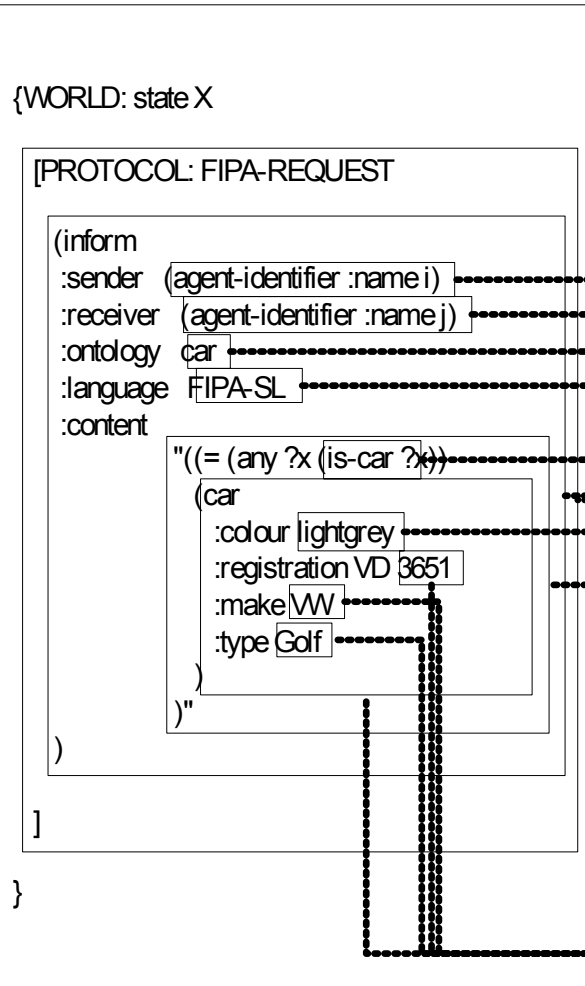 {WORLD: state X
[PROTOCOL: FIPA-REQUEST
(inform
:sender (agent-identifier :name i)
:receiver (agent-identifier :name j)
:ontology car
:language FIPA-SL
:content
"((= (any ?x (is-car ?x))
(car
:colour lightgrey
:registration VD 3651
:make VW
:type Golf
)
)"
)
]
}